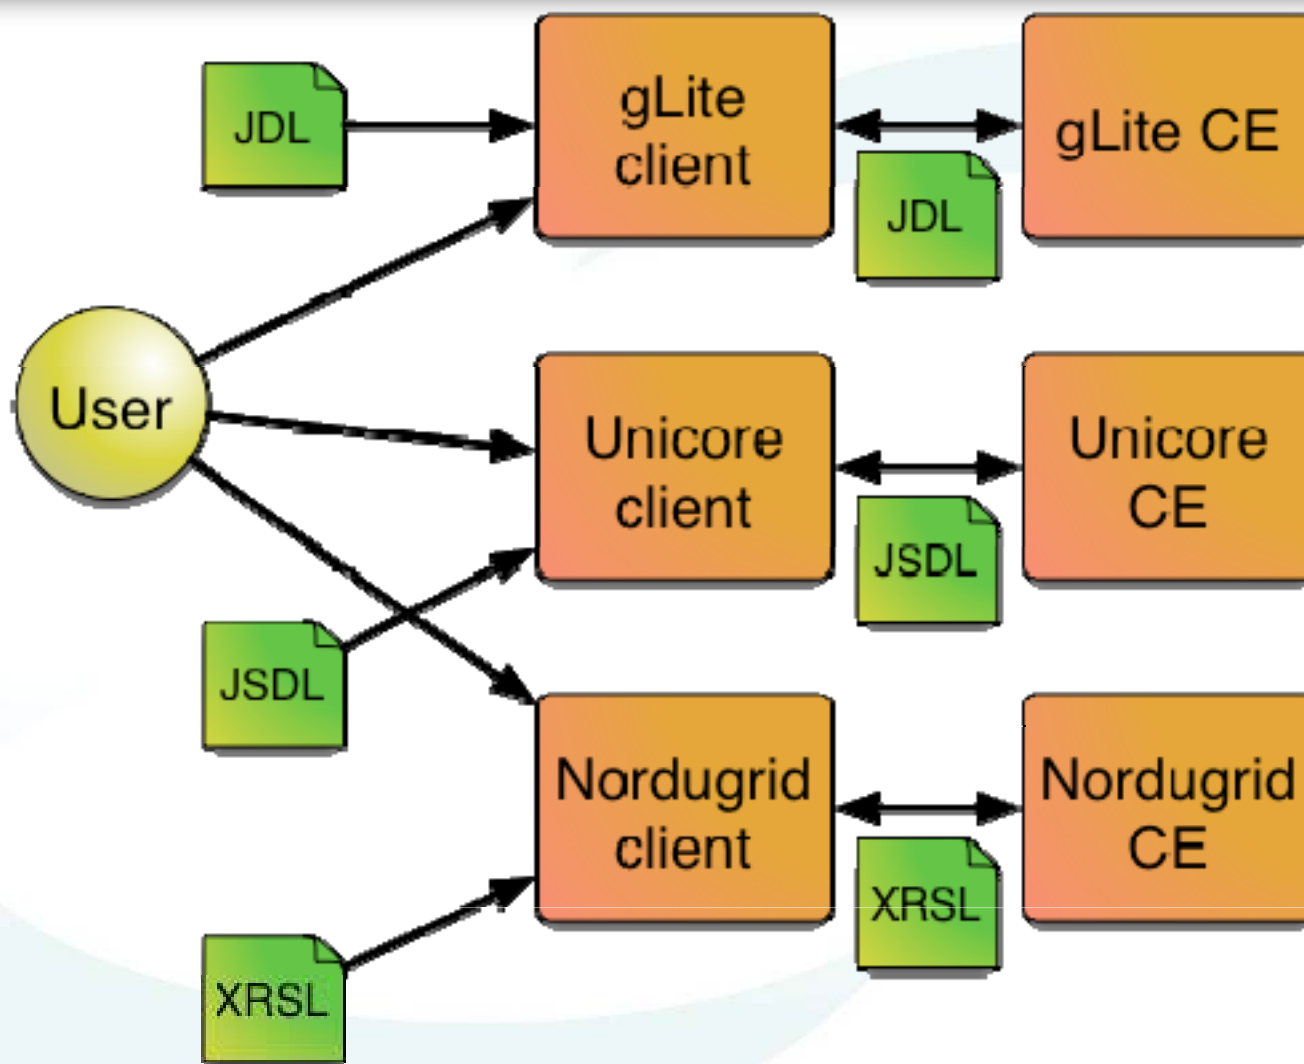 JDL
gLite
client
gLite CE
JDL
User
Unicore
client
Unicore
CE
JSDL
JSDL
Nordugrid
client
Nordugrid
CE
XRSL
XRSL